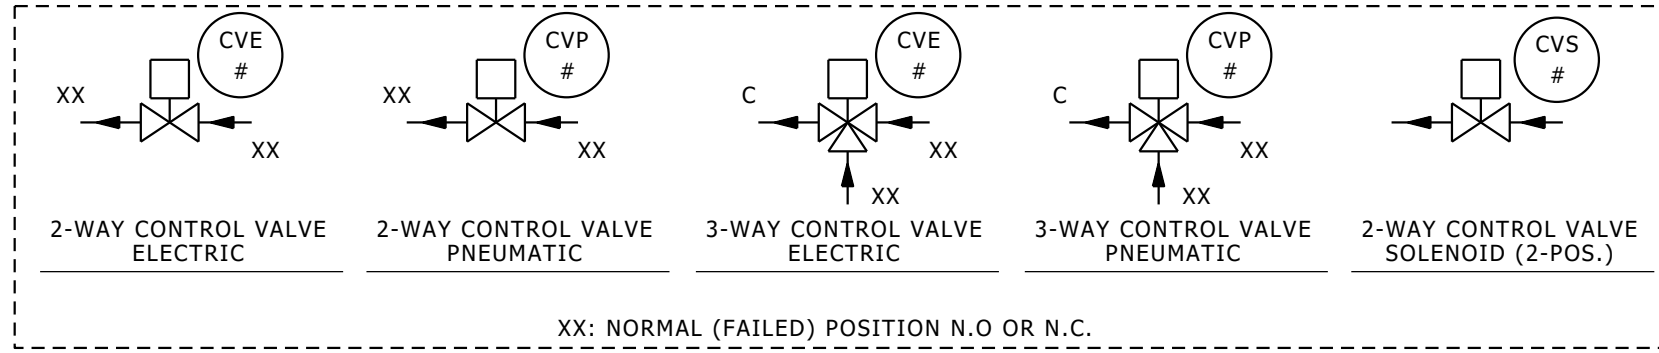 CVE
#
XX
XX
2-WAY CONTROL VALVE
ELECTRIC
CVP
#
XX
XX
2-WAY CONTROL VALVE
PNEUMATIC
CVE
#
C
XX
XX
3-WAY CONTROL VALVE
ELECTRIC
CVP
#
C
XX
XX
3-WAY CONTROL VALVE
PNEUMATIC
CVS
#
2-WAY CONTROL VALVE
SOLENOID (2-POS.)
XX: NORMAL (FAILED) POSITION N.O OR N.C.